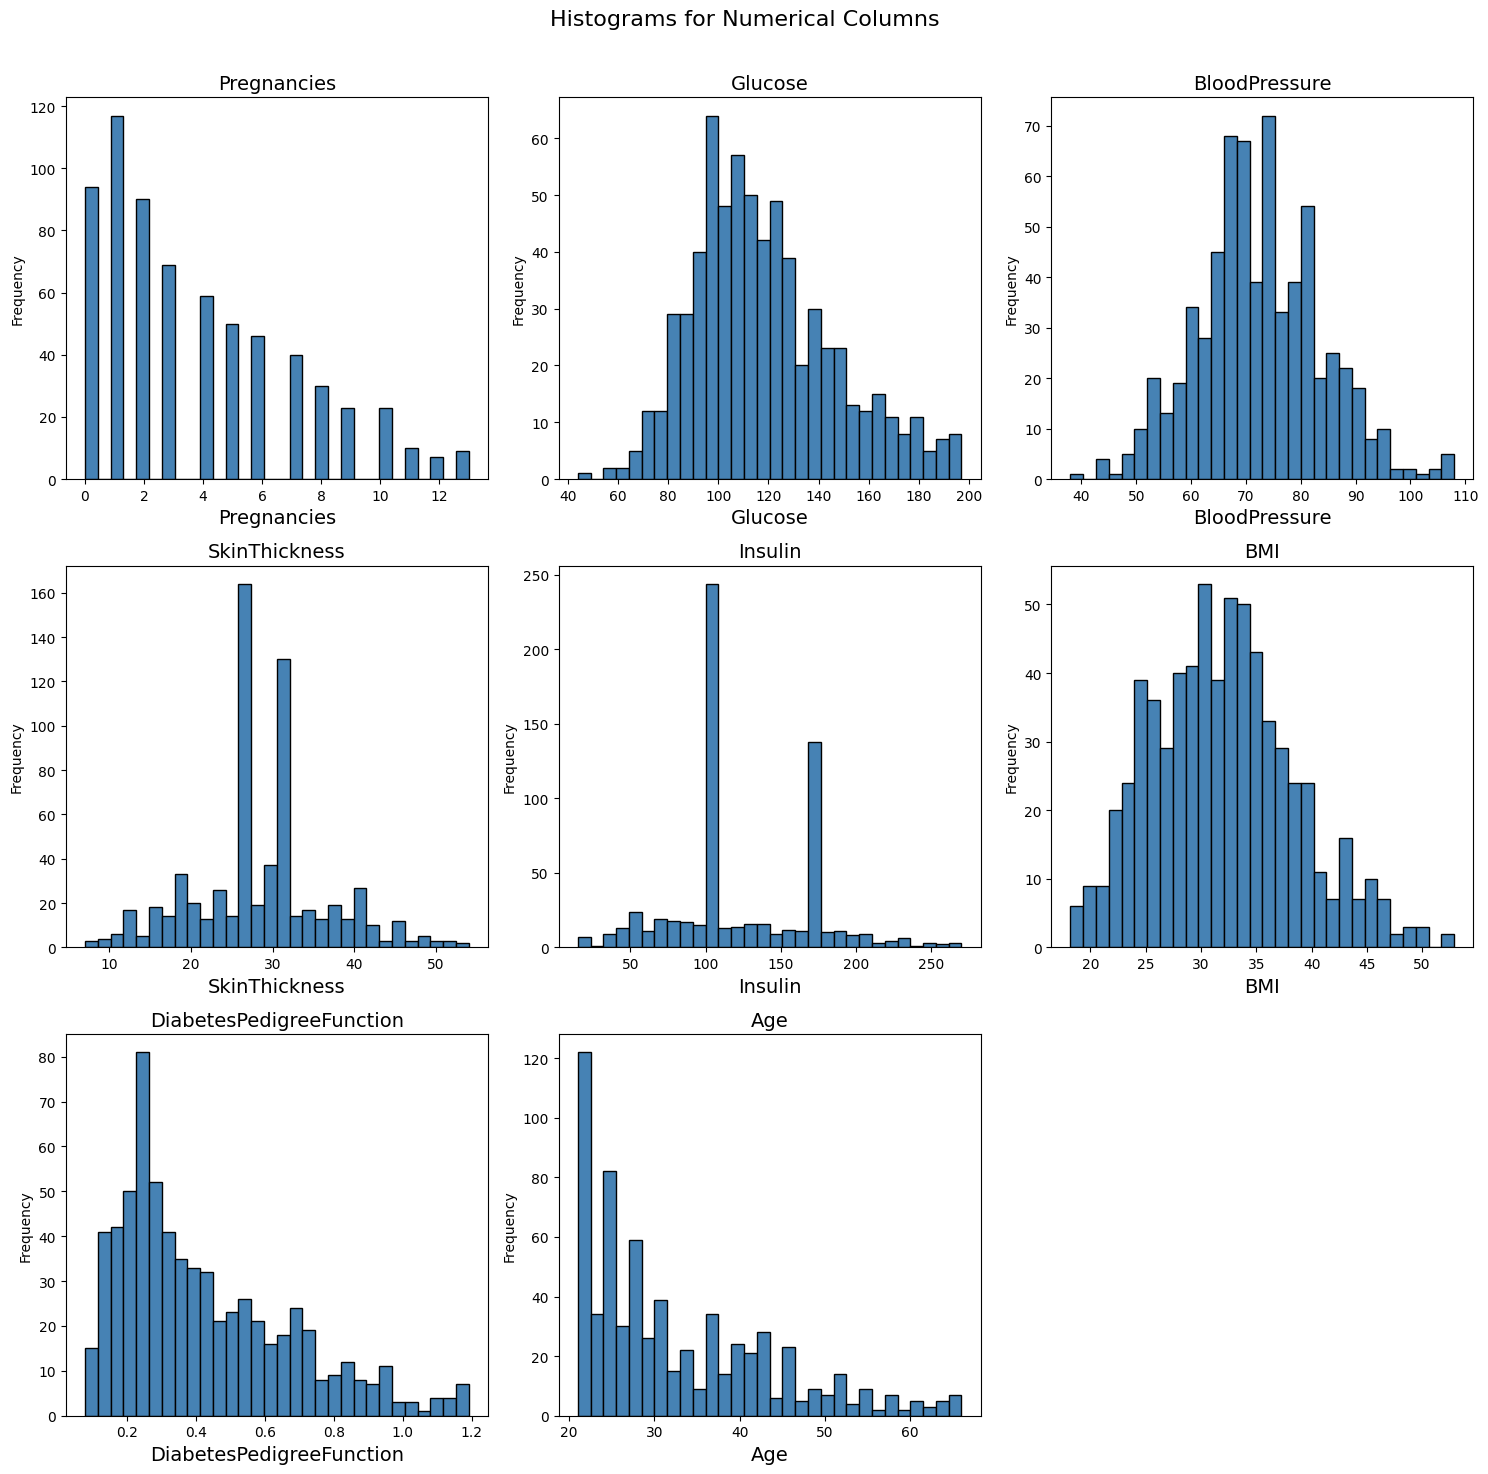 Histograms for Numerical Columns
Pregnancies
Frequency
120
100
80
60
40
20
0
0 2 4 6 8 10 12
Pregnancies
Glucose
Frequency
60
50
40
30
20
10
0
40 60 80 100 120 140 160 180 200
Glucose
BloodPressure
Frequency
70
60
50
40
30
20
10
0
40 50 60 70 80 90 100 110
BloodPressure
SkinThickness
Frequency
160
140
120
100
80
60
40
20
0
10 20 30 40 50
SkinThickness
Insulin
Frequency
250
200
150
100
50
0
50 100 150 200 250
Insulin
BMI
Frequency
50
40
30
20
10
0
20 25 30 35 40 45 50
BMI
DiabetesPedigreeFunction
Frequency
80
70
60
50
40
30
20
10
0
0.2 0.4 0.6 0.8 1.0 1.2
DiabetesPedigreeFunction
Age
Frequency
120
100
80
60
40
20
0
20 30 40 50 60
Age